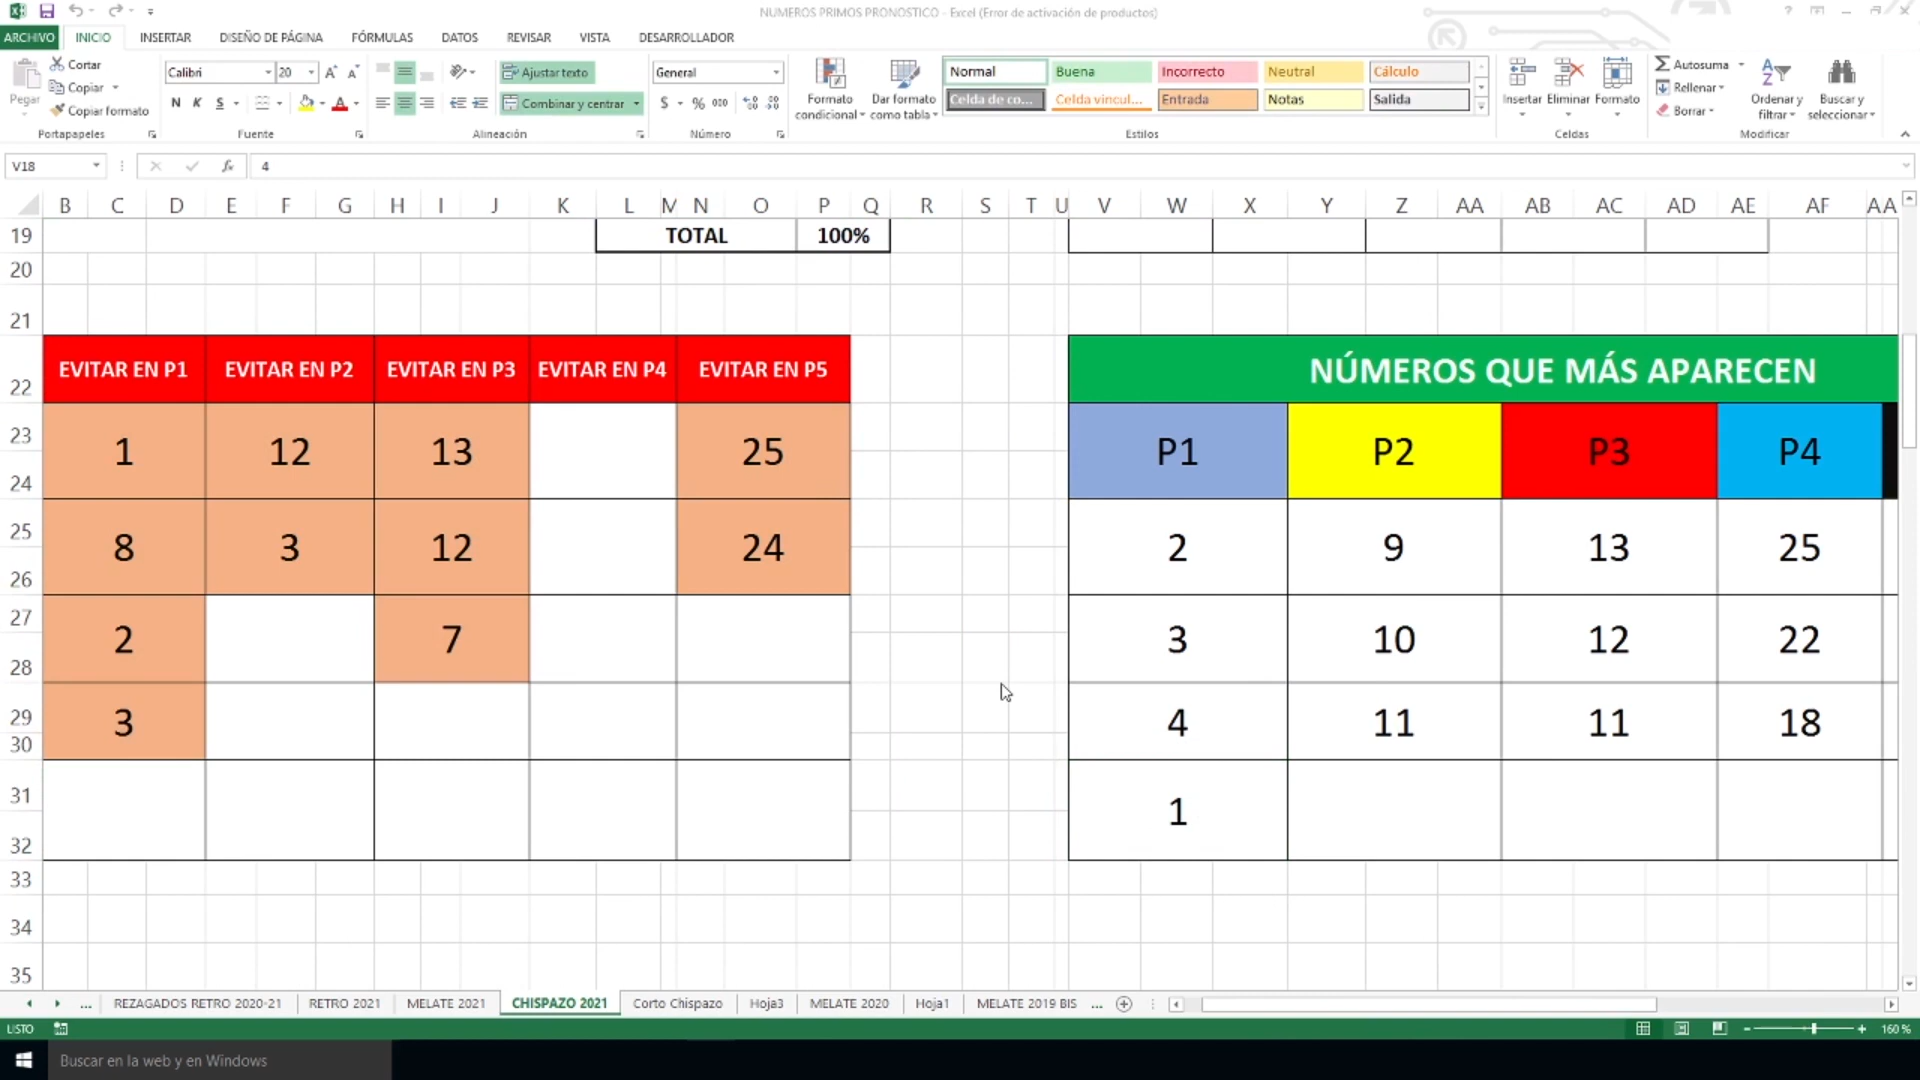 NUMEROS PRIMOS PRONOSTICO - Excel (Error de activación de productos)
ARCHIVO INICIO INSERTAR DISEÑO DE PÁGINA FÓRMULAS DATOS REVISAR VISTA DESARROLLADOR
Pegar
Cortar
Copiar
Copiar formato
Portapapeles
Calibri 20
N K S
Fuente
Ajustar texto
Combinar y centrar
Alineación
General
$ % 000
Número
Formato condicional
Dar formato como tabla
Normal Buena Incorrecto Neutral Cálculo
Celda de co... Celda vincul... Entrada Notas Salida
Estilos
Insertar Eliminar Formato
Celdas
Autosuma
Rellenar
Borrar
Ordenar y filtrar
Buscar y seleccionar
Modificar
V18 fx 4
B C D E F G H I J K L M N O P Q R S T U V W X Y Z AA AB AC AD AE AF AA
19 TOTAL 100%
20
21
22 EVITAR EN P1 EVITAR EN P2 EVITAR EN P3 EVITAR EN P4 EVITAR EN P5 NÚMEROS QUE MÁS APARECEN
23 1 12 13 25 P1 P2 P3 P4
24
25 8 3 12 24 2 9 13 25
26
27 2 7 3 10 12 22
28
29 3 4 11 11 18
30
31 1
32
33
34
35
... REZAGADOS RETRO 2020-21 RETRO 2021 MELATE 2021 CHISPAZO 2021 Corto Chispazo Hoja3 MELATE 2020 Hoja1 MELATE 2019 BIS ...
LISTO 160 %
Buscar en la web y en Windows